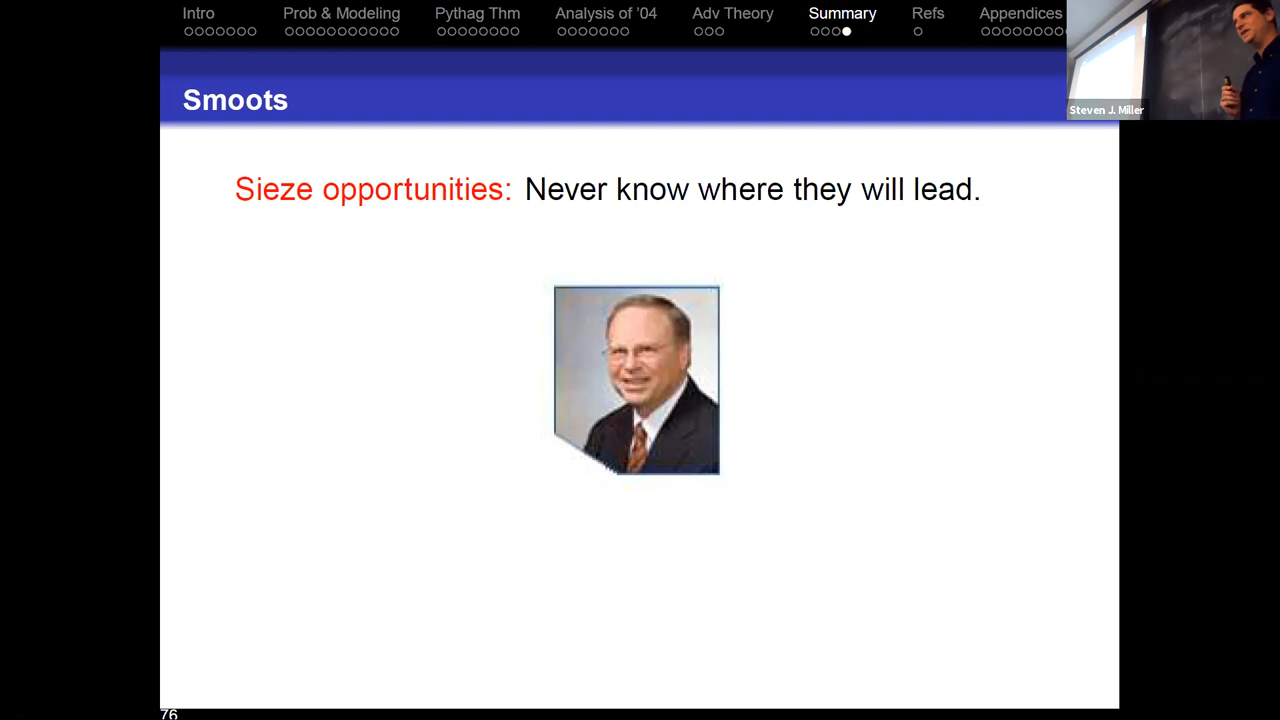 Intro Prob & Modeling Pythag Thm Analysis of '04 Adv Theory Summary Refs Appendices
Steven J. Miller
Smoots
Sieze opportunities: Never know where they will lead.
76